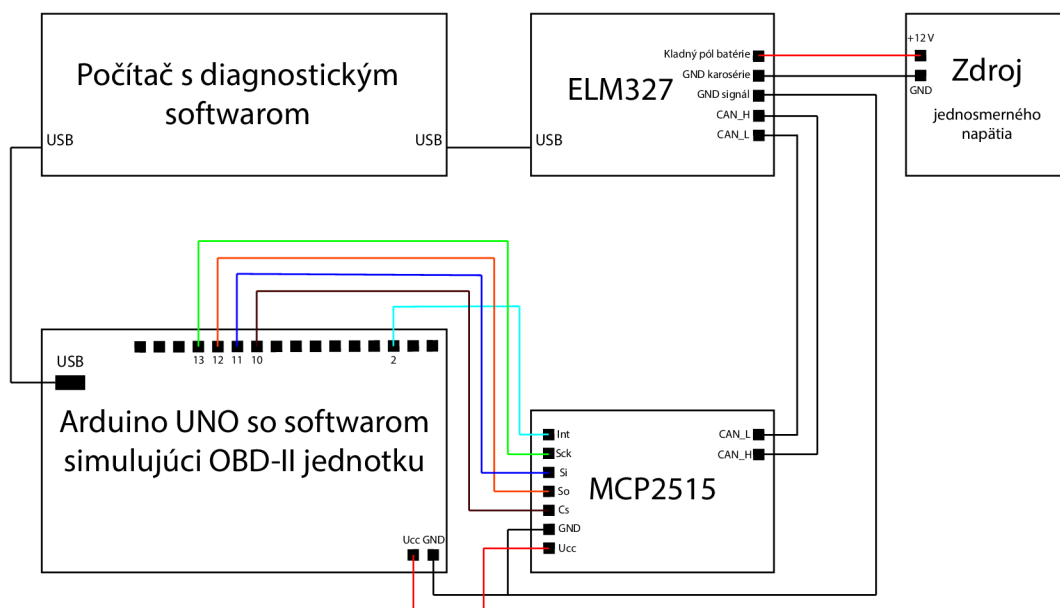 Počítač s diagnostickým
softwarom
USB
USB
ELM327
Kladný pól batérie
GND karosérie
GND signál
CAN_H
CAN_L
USB
+12 V
GND
Zdroj
jednosmerného
napätia
13
12
11
10
2
USB
Arduino UNO so softwarom
simulujúci OBD-II jednotku
Ucc
GND
Int
Sck
Si
So
Cs
GND
Ucc
MCP2515
CAN_L
CAN_H